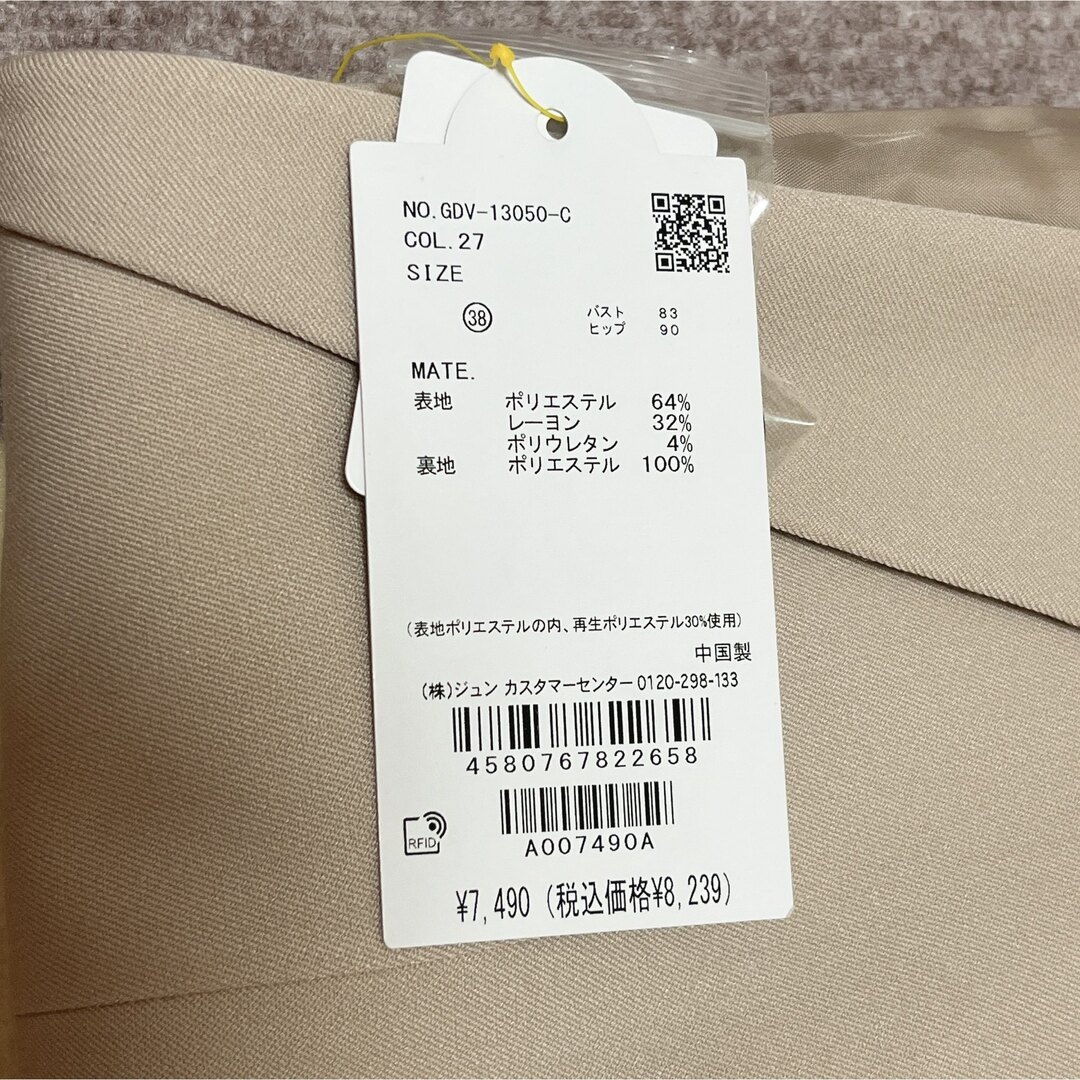 NO.GDV-13050-C
COL.27
SIZE
38 バスト 83
ヒップ 90
MATE.
表地 ポリエステル 64%
レーヨン 32%
ポリウレタン 4%
裏地 ポリエステル 100%
(表地ポリエステルの内、再生ポリエステル30%使用)
中国製
(株)ジュン カスタマーセンター 0120-298-133
4580767822658
RFID
A007490A
¥7,490 (税込価格¥8,239)